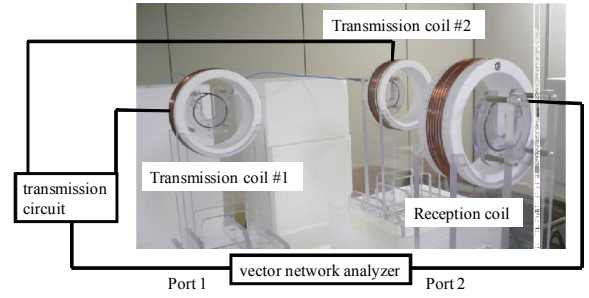 Transmission coil #2
Transmission coil #1
transmission
circuit
Reception coil
vector network analyzer
Port 1
Port 2